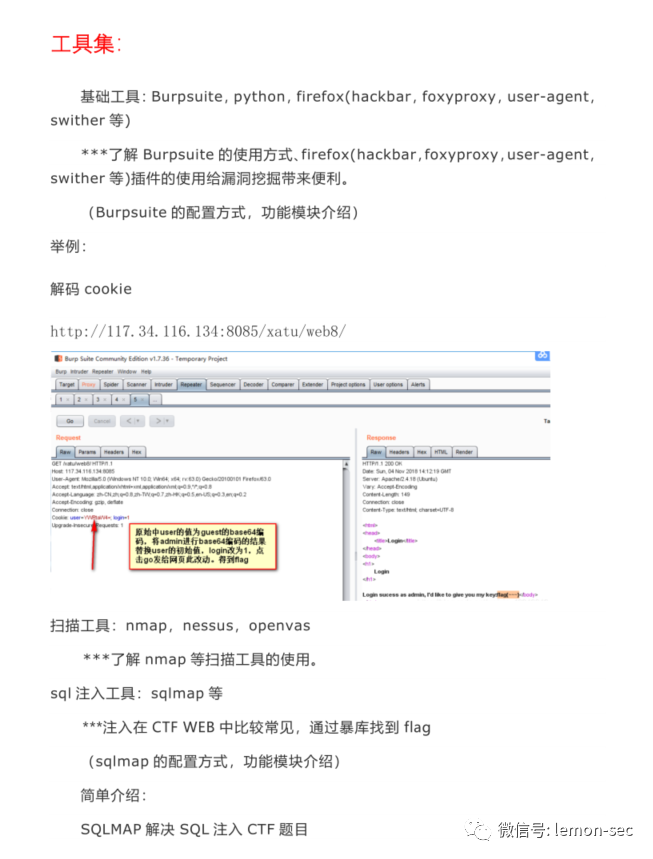 工具集：
基础工具：Burpsuite，python，firefox(hackbar，foxyproxy，user-agent，
swither 等)
***了解 Burpsuite 的使用方式、firefox(hackbar，foxyproxy，user-agent，
swither 等)插件的使用给漏洞挖掘带来便利。
（Burpsuite 的配置方式，功能模块介绍）
举例：
解码 cookie
http://117.34.116.134:8085/xatu/web8/
Burp Suite Community Edition v1.7.36 - Temporary Project
Burp Intruder Repeater Window Help
Target Proxy Spider Scanner Intruder Repeater Sequencer Decoder Comparer Extender Project options User options Alerts
1 2 3 4 5 ...
Go Cancel < >
Request
Raw Params Headers Hex
GET /xatu/web8/ HTTP/1.1
Host: 117.34.116.134:8085
User-Agent: Mozilla/5.0 (Windows NT 10.0; Win64; x64; rv:63.0) Gecko/20100101 Firefox/63.0
Accept: text/html,application/xhtml+xml,application/xml;q=0.9,*/*;q=0.8
Accept-Language: zh-CN,zh;q=0.8,zh-TW;q=0.7,zh-HK;q=0.5,en-US;q=0.3,en;q=0.2
Accept-Encoding: gzip, deflate
Connection: close
Cookie: login=1
Upgrade-Insecure-Requests: 1
原始中user的值为guest的base64编
码，将admin进行base64编码的结果
替换user的初始值，login改为1，点
击go发给网页此改动。得到flag
Ta
Response
Raw Headers Hex HTML Render
HTTP/1.1 200 OK
Date: Sun, 04 Nov 2018 14:12:19 GMT
Server: Apache/2.4.18 (Ubuntu)
Vary: Accept-Encoding
Content-Length: 149
Connection: close
Content-Type: text/html; charset=UTF-8
<html>
<head>
<title>Login</title>
</head>
<body>
<h1>
Login
</h1>
Login sucess as admin, I'd like to give you my key:flag{</body>
扫描工具：nmap，nessus，openvas
***了解 nmap 等扫描工具的使用。
sql 注入工具：sqlmap 等
***注入在 CTF WEB 中比较常见，通过暴库找到 flag
（sqlmap 的配置方式，功能模块介绍）
简单介绍：
SQLMAP 解决 SQL 注入 CTF 题目
微信号: lemon-sec